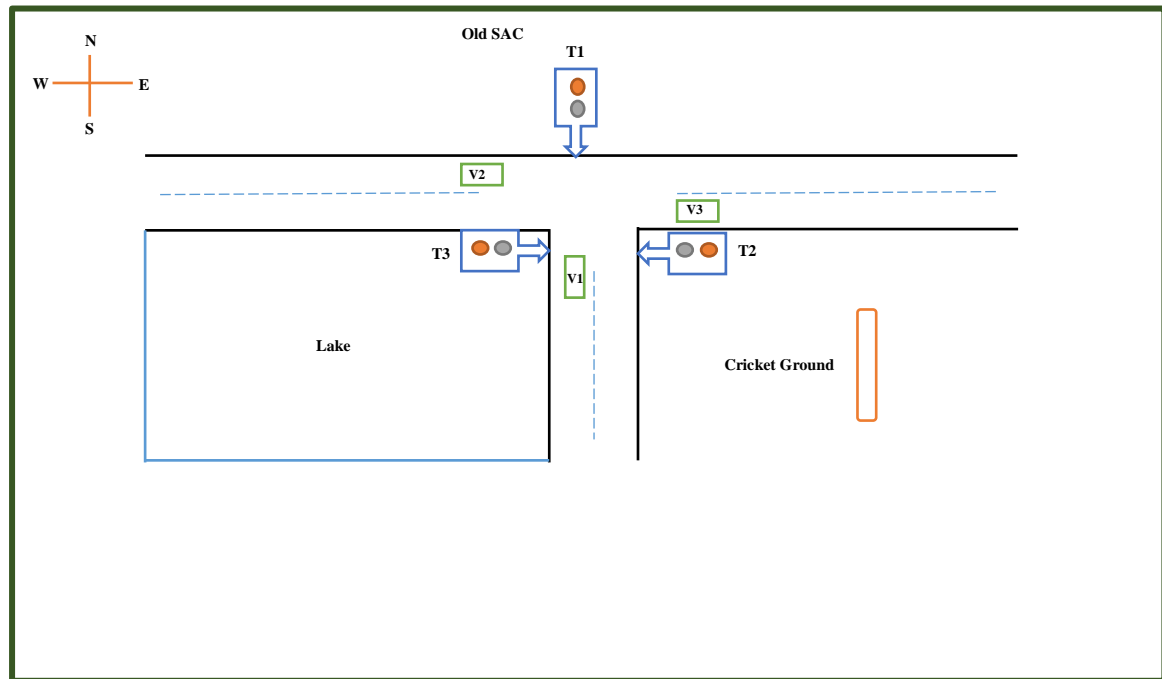 Old SAC
N
T1
W
E
S
V2
V3
T3
T2
V1
Lake
Cricket Ground